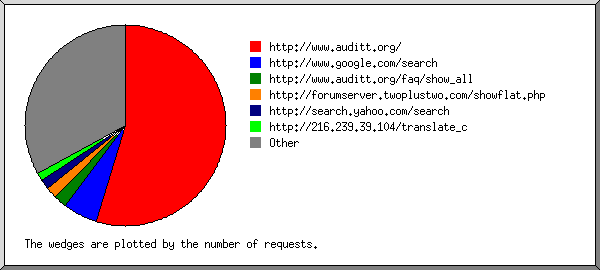 http://www.auditt.org/
http://www.google.com/search
http://www.auditt.org/faq/show_all
http://forumserver.twoplustwo.com/showflat.php
http://search.yahoo.com/search
http://216.239.39.104/translate_c
Other
The wedges are plotted by the number of requests.